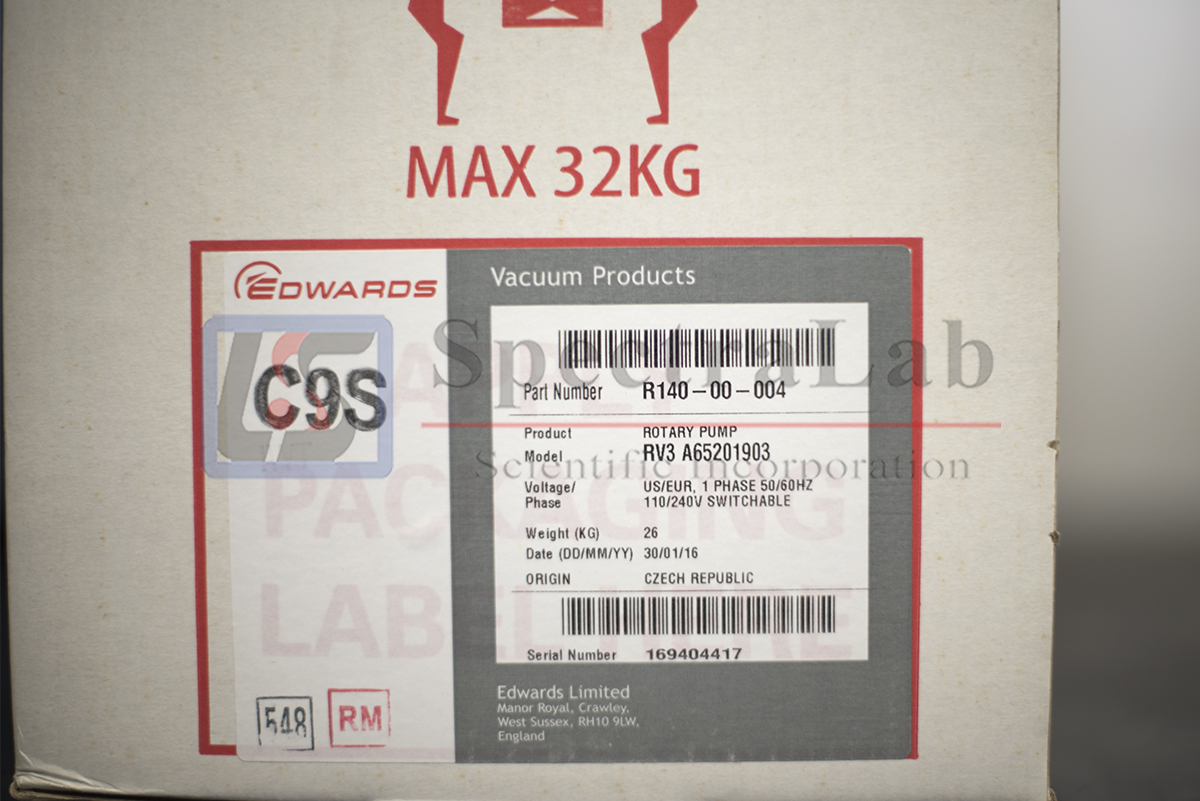 MAX 32KG
EDWARDS
Vacuum Products
C9S
SpectraLab
Scientific Incorporation
Part Number R140-00-004
Product ROTARY PUMP
Model RV3 A65201903
Voltage/ US/EUR, 1 PHASE 50/60HZ
Phase 110/240V SWITCHABLE
Weight (KG) 26
Date (DD/MM/YY) 30/01/16
ORIGIN CZECH REPUBLIC
Serial Number 169404417
PACKAGING
LABEL HERE
548
RM
Edwards Limited
Manor Royal, Crawley,
West Sussex, RH10 9LW,
England